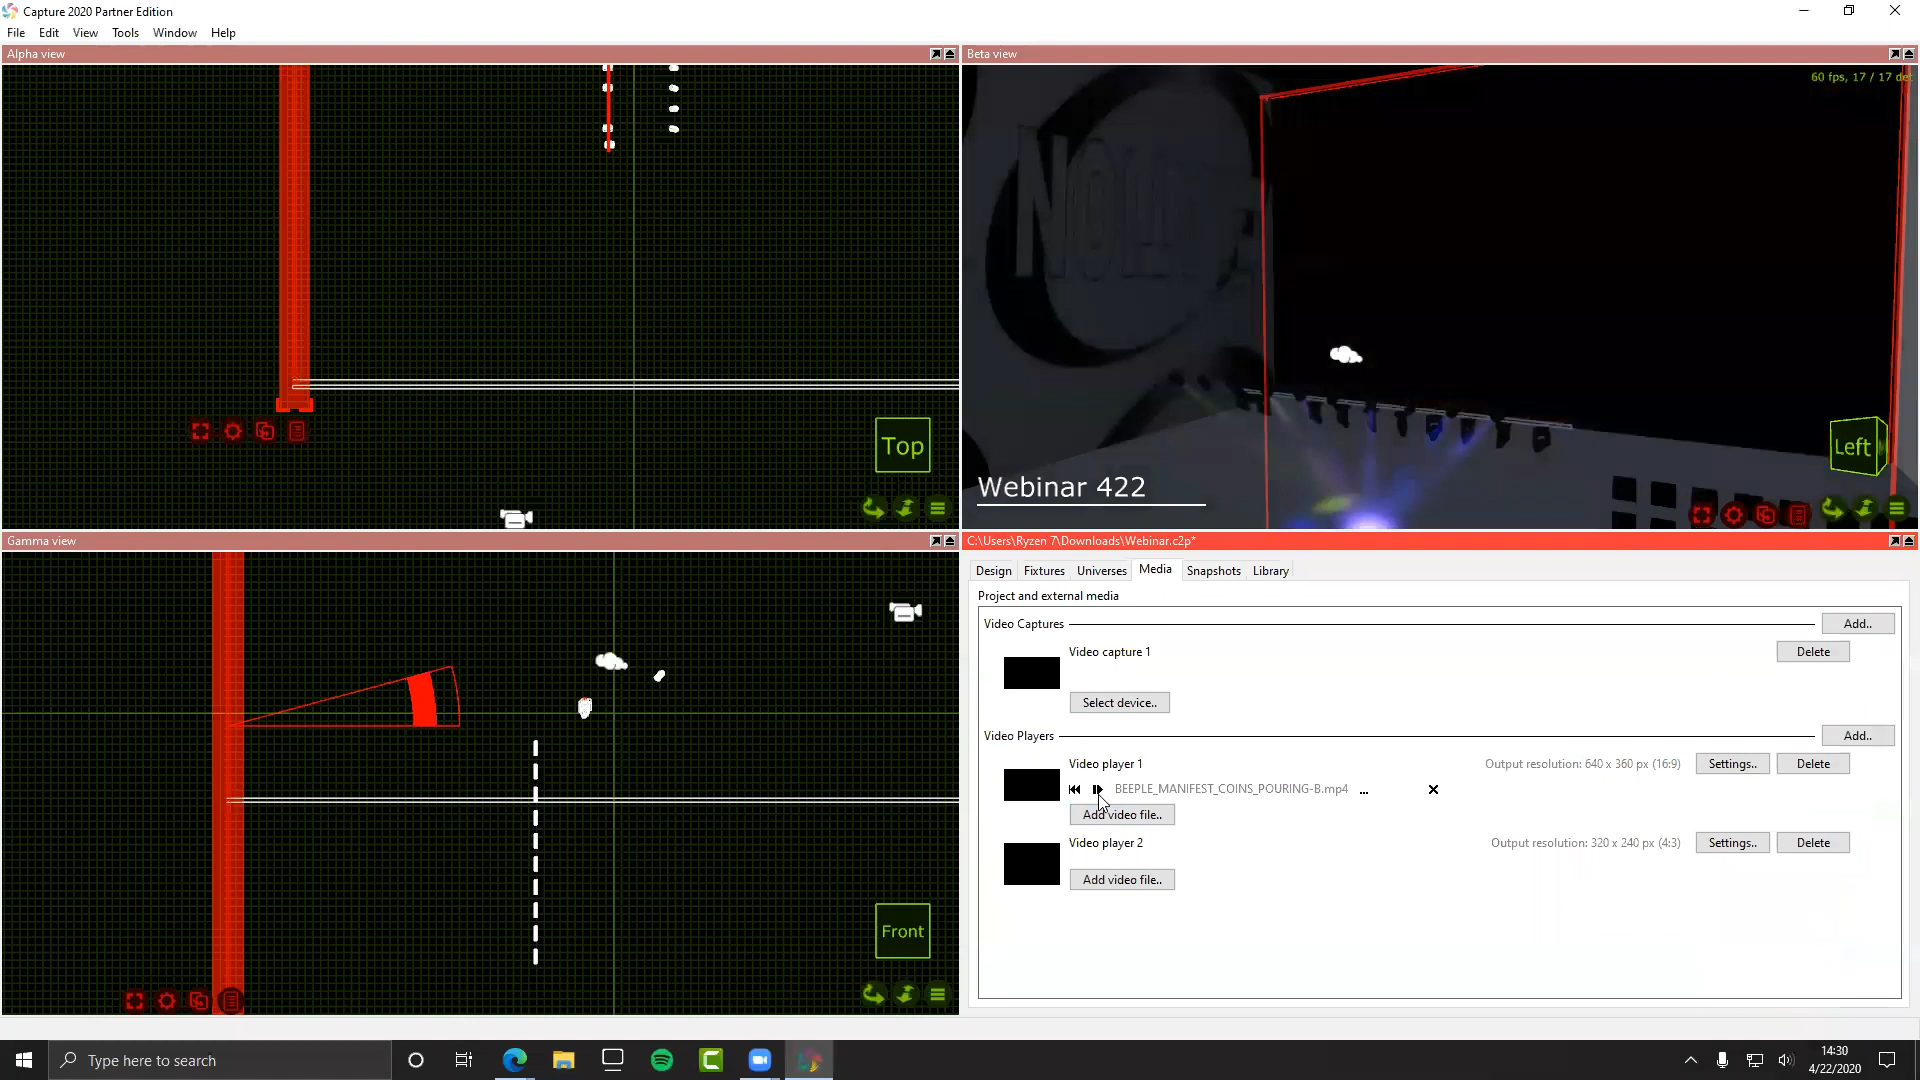 Capture 2020 Partner Edition
File Edit View Tools Window Help
Alpha view
Top
Beta view
60 fps, 17 / 17 det
NOW
Webinar 422
Left
Gamma view
Front
C:\Users\Ryzen 7\Downloads\Webinar.c2p*
Design Fixtures Universes Media Snapshots Library
Project and external media
Video Captures Add..
Video capture 1 Delete
Select device..
Video Players Add..
Video player 1 Output resolution: 640 x 360 px (16:9) Settings.. Delete
BEEPLE_MANIFEST_COINS_POURING-B.mp4 ...
Add video file..
Video player 2 Output resolution: 320 x 240 px (4:3) Settings.. Delete
Add video file..
Type here to search
14:30
4/22/2020